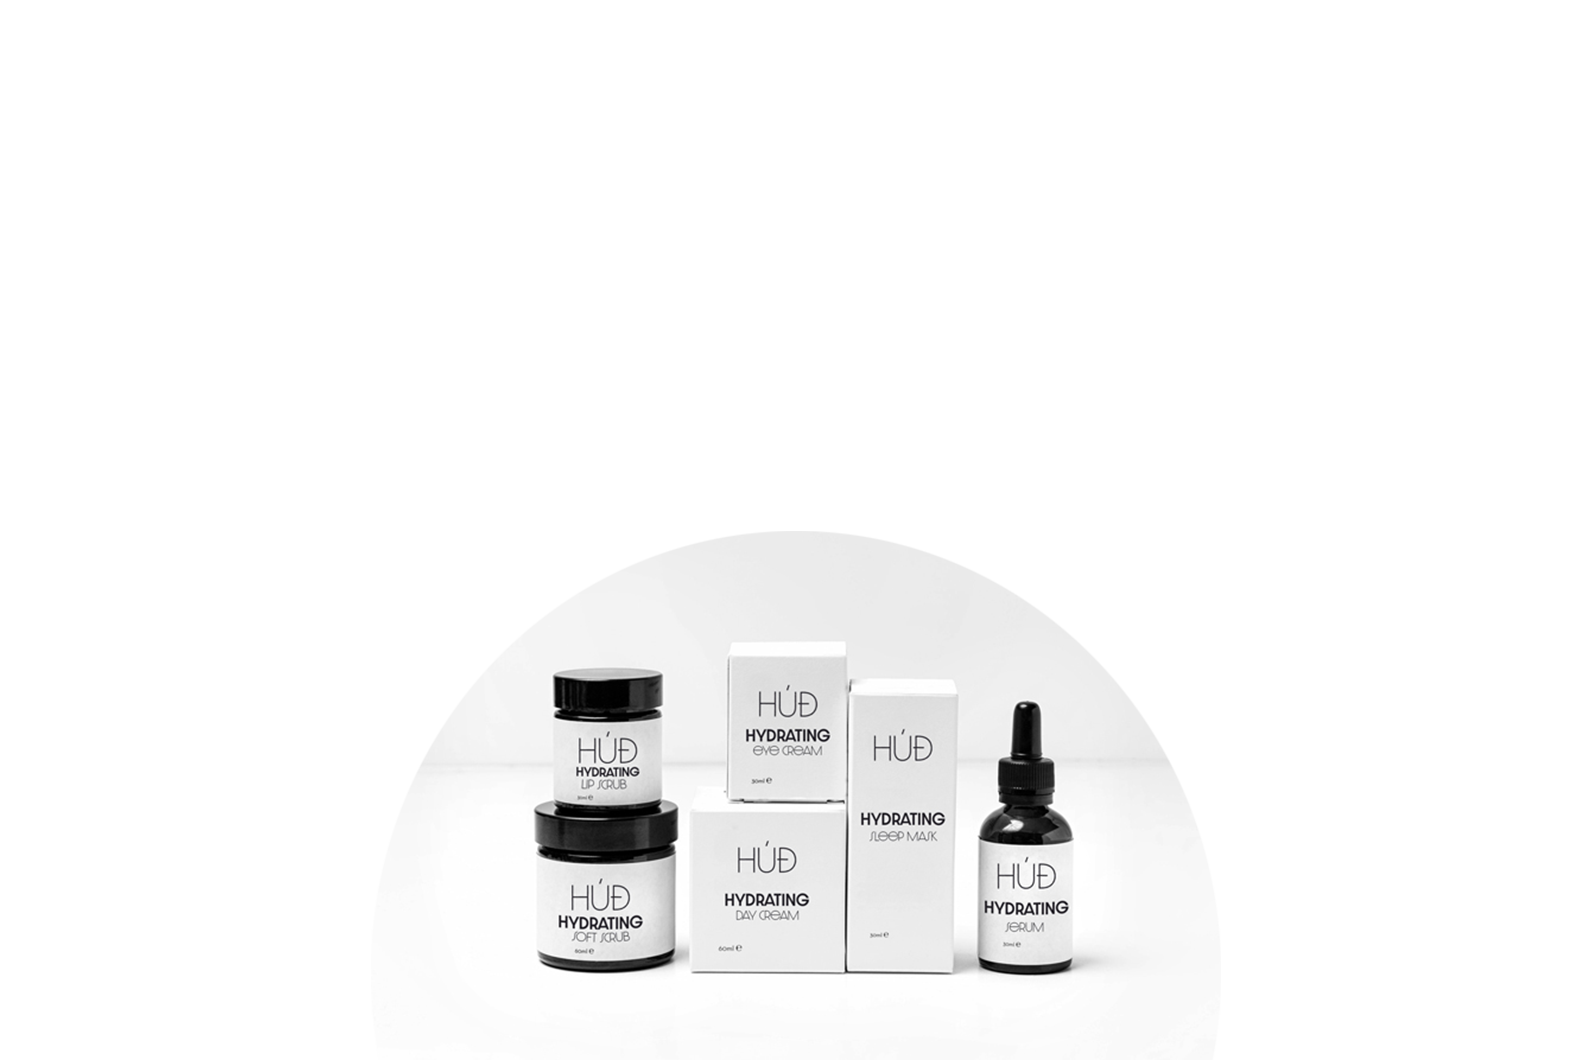 HÚÐ
HYDRATING
LIP SCRUB
30ml ℮
HÚÐ
HYDRATING
SOFT SCRUB
60ml ℮
HÚÐ
HYDRATING
EYE CREAM
30ml ℮
HÚÐ
HYDRATING
DAY CREAM
60ml ℮
HÚÐ
HYDRATING
SLEEP MASK
30ml ℮
HÚÐ
HYDRATING
SERUM
30ml ℮